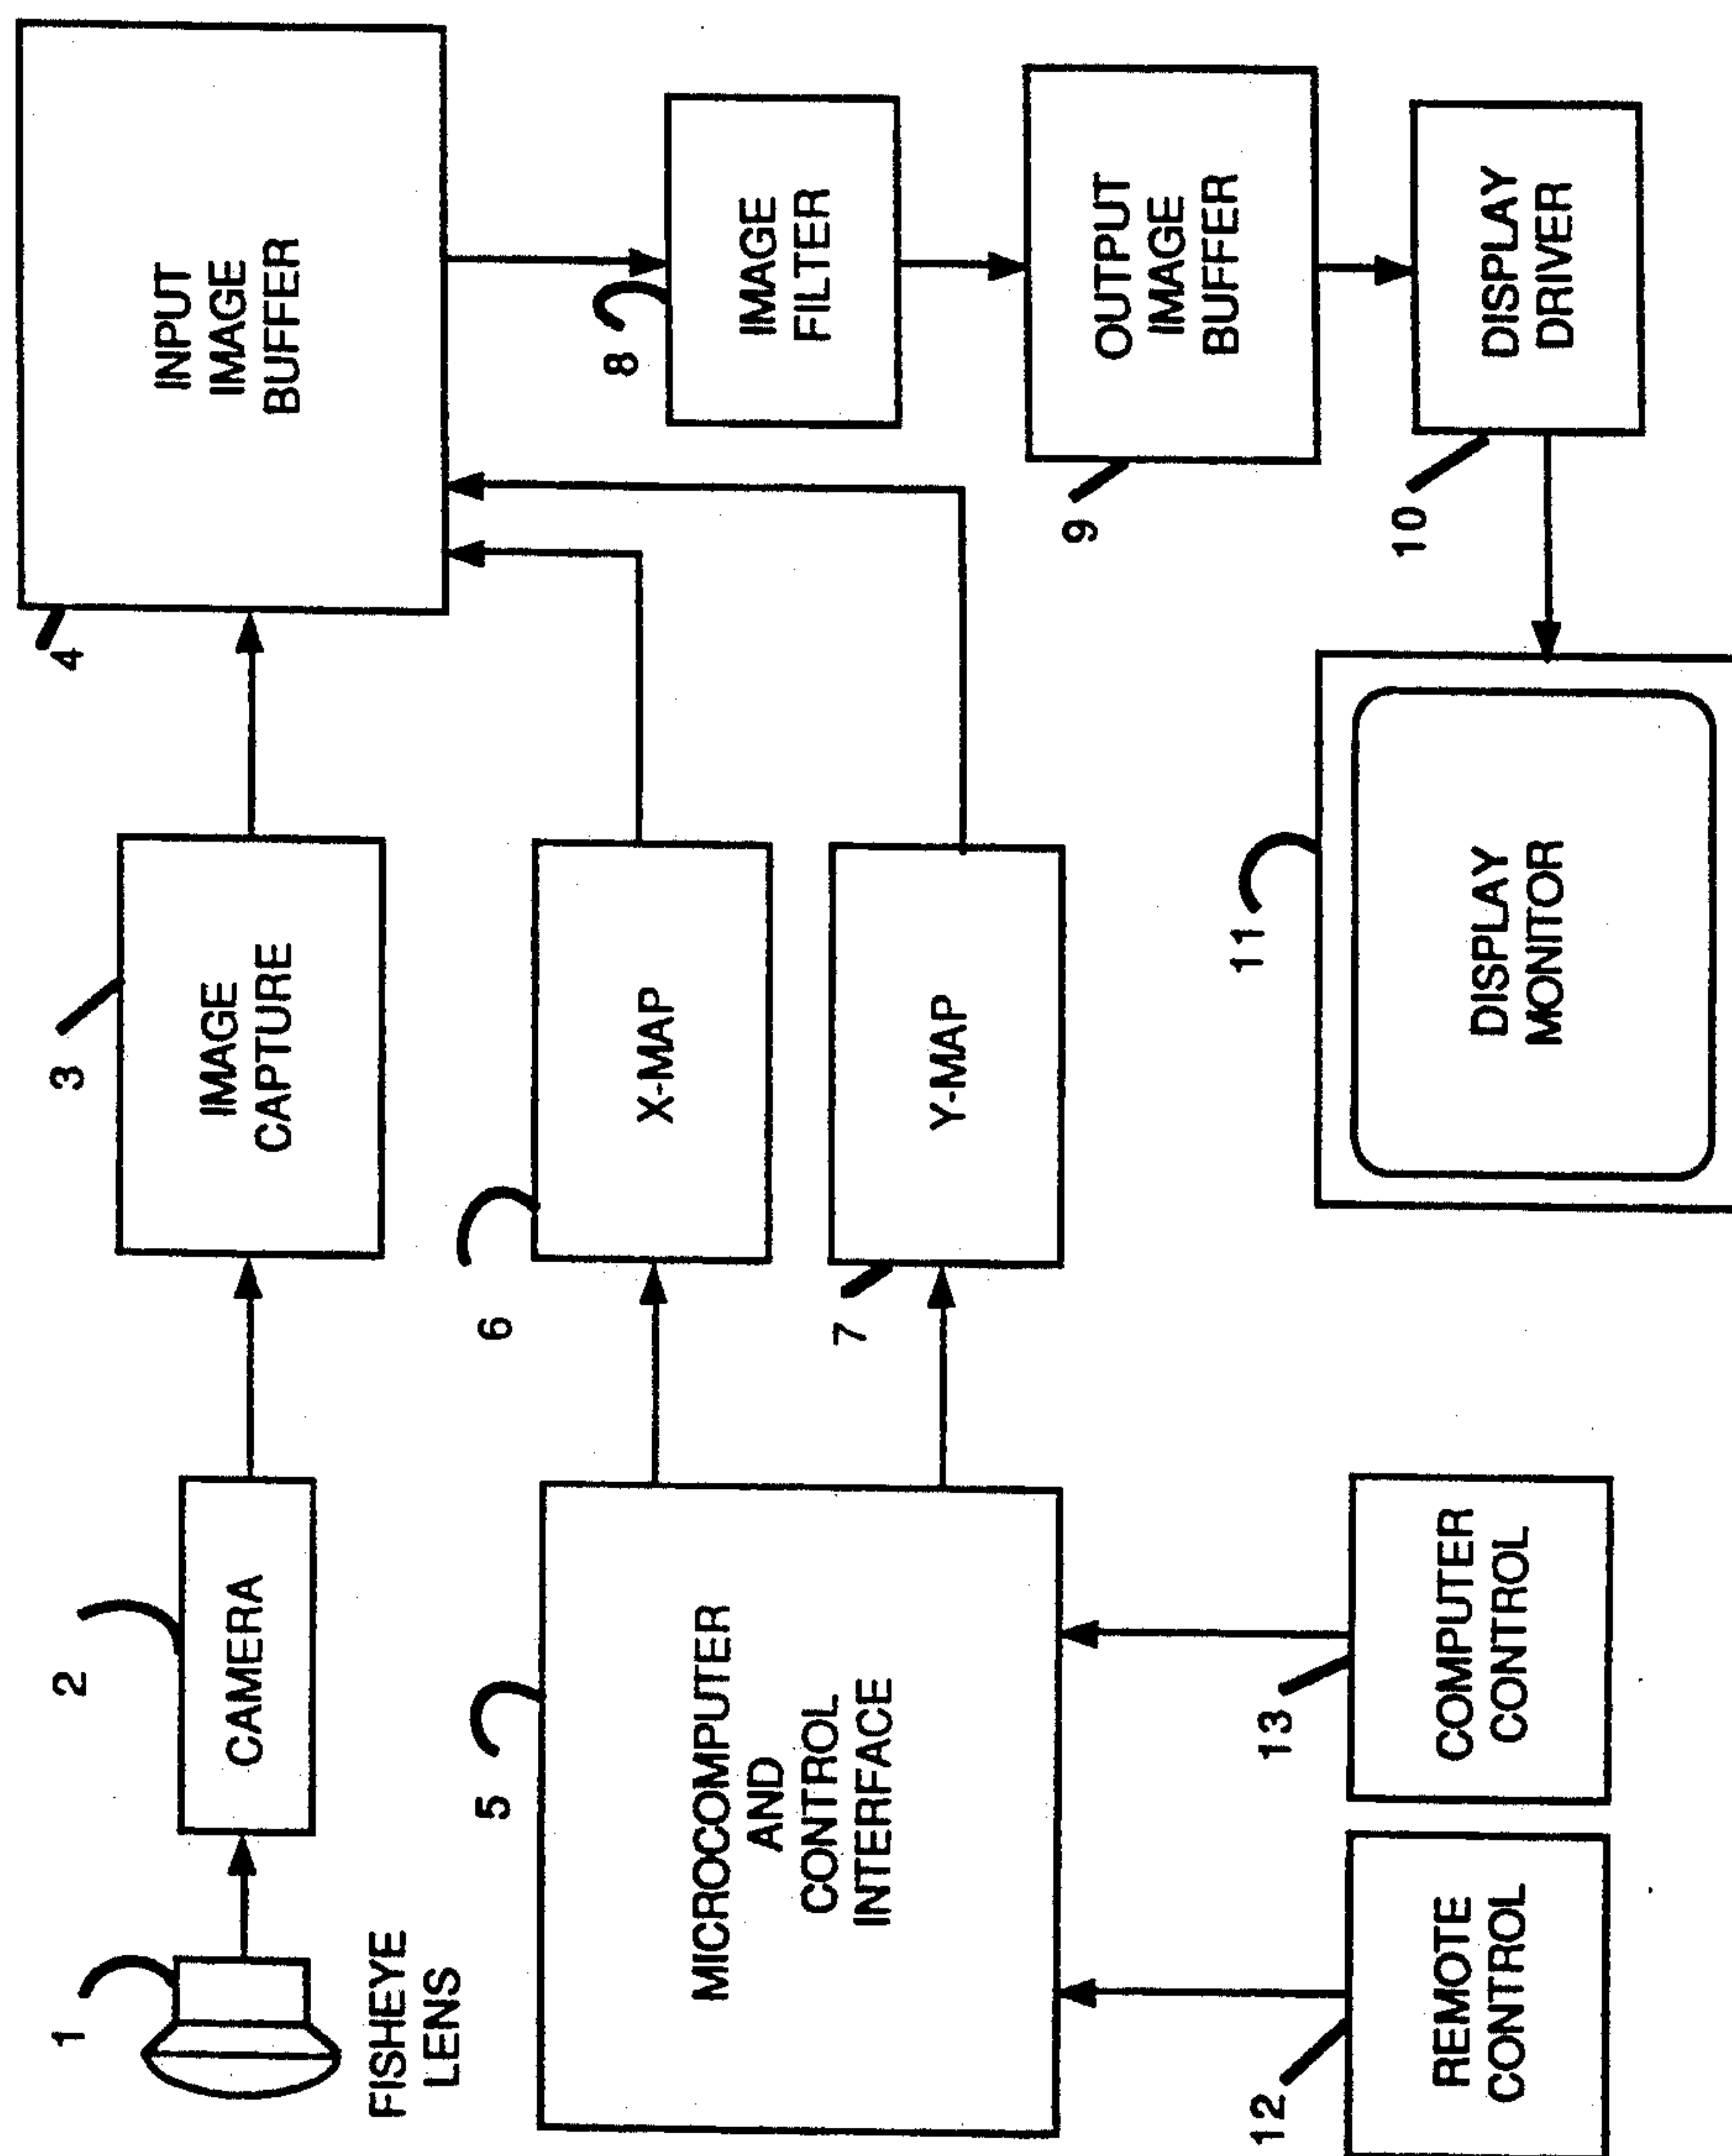 1
FISHEYE
LENS
2
CAMERA
3
IMAGE
CAPTURE
4
INPUT
IMAGE
BUFFER
5
MICROCOMPUTER
AND
CONTROL
INTERFACE
6
X-MAP
7
Y-MAP
8
IMAGE
FILTER
9
OUTPUT
IMAGE
BUFFER
10
DISPLAY
DRIVER
11
DISPLAY
MONITOR
12
REMOTE
CONTROL
13
COMPUTER
CONTROL